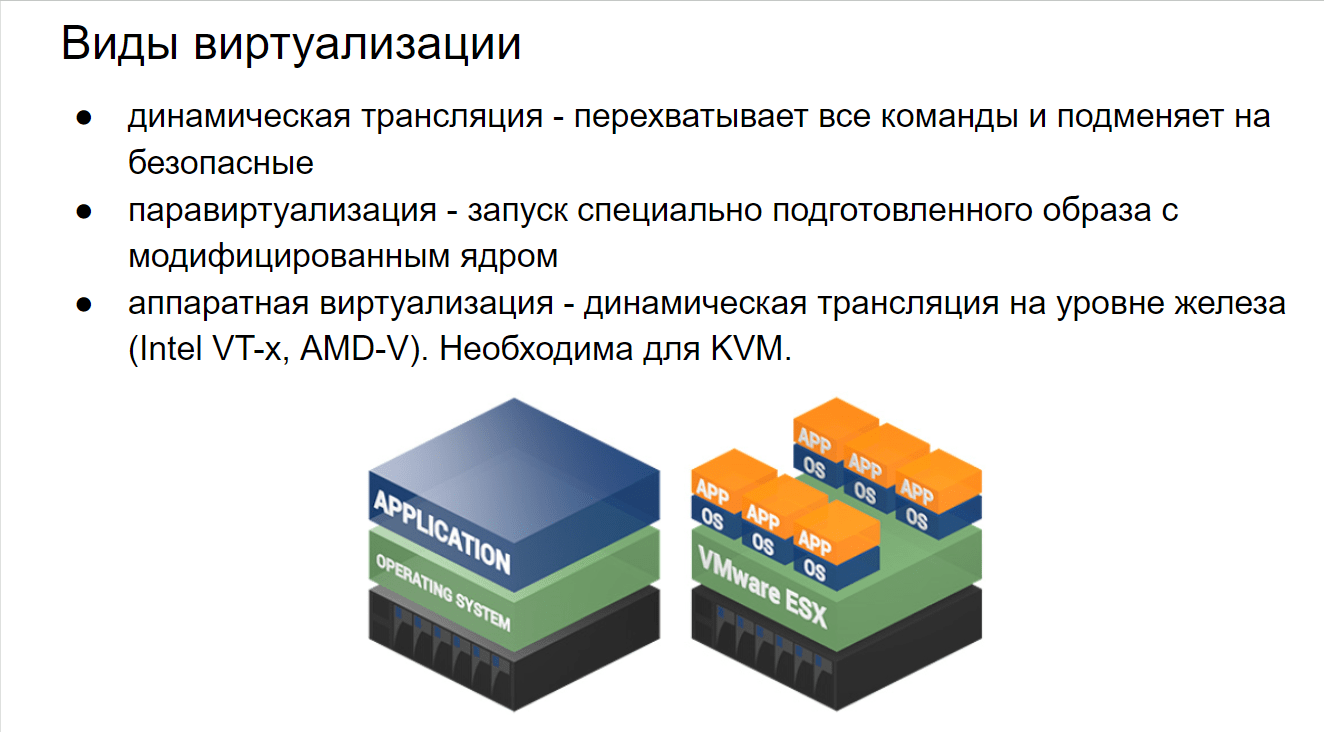 Виды виртуализации
● динамическая трансляция - перехватывает все команды и подменяет на
безопасные
● паравиртуализация - запуск специально подготовленного образа с
модифицированным ядром
● аппаратная виртуализация - динамическая трансляция на уровне железа
(Intel VT-x, AMD-V). Необходима для KVM.
APPLICATION
OPERATING SYSTEM
APP
OS
APP
OS
APP
OS
APP
OS
APP
OS
APP
OS
VMware ESX